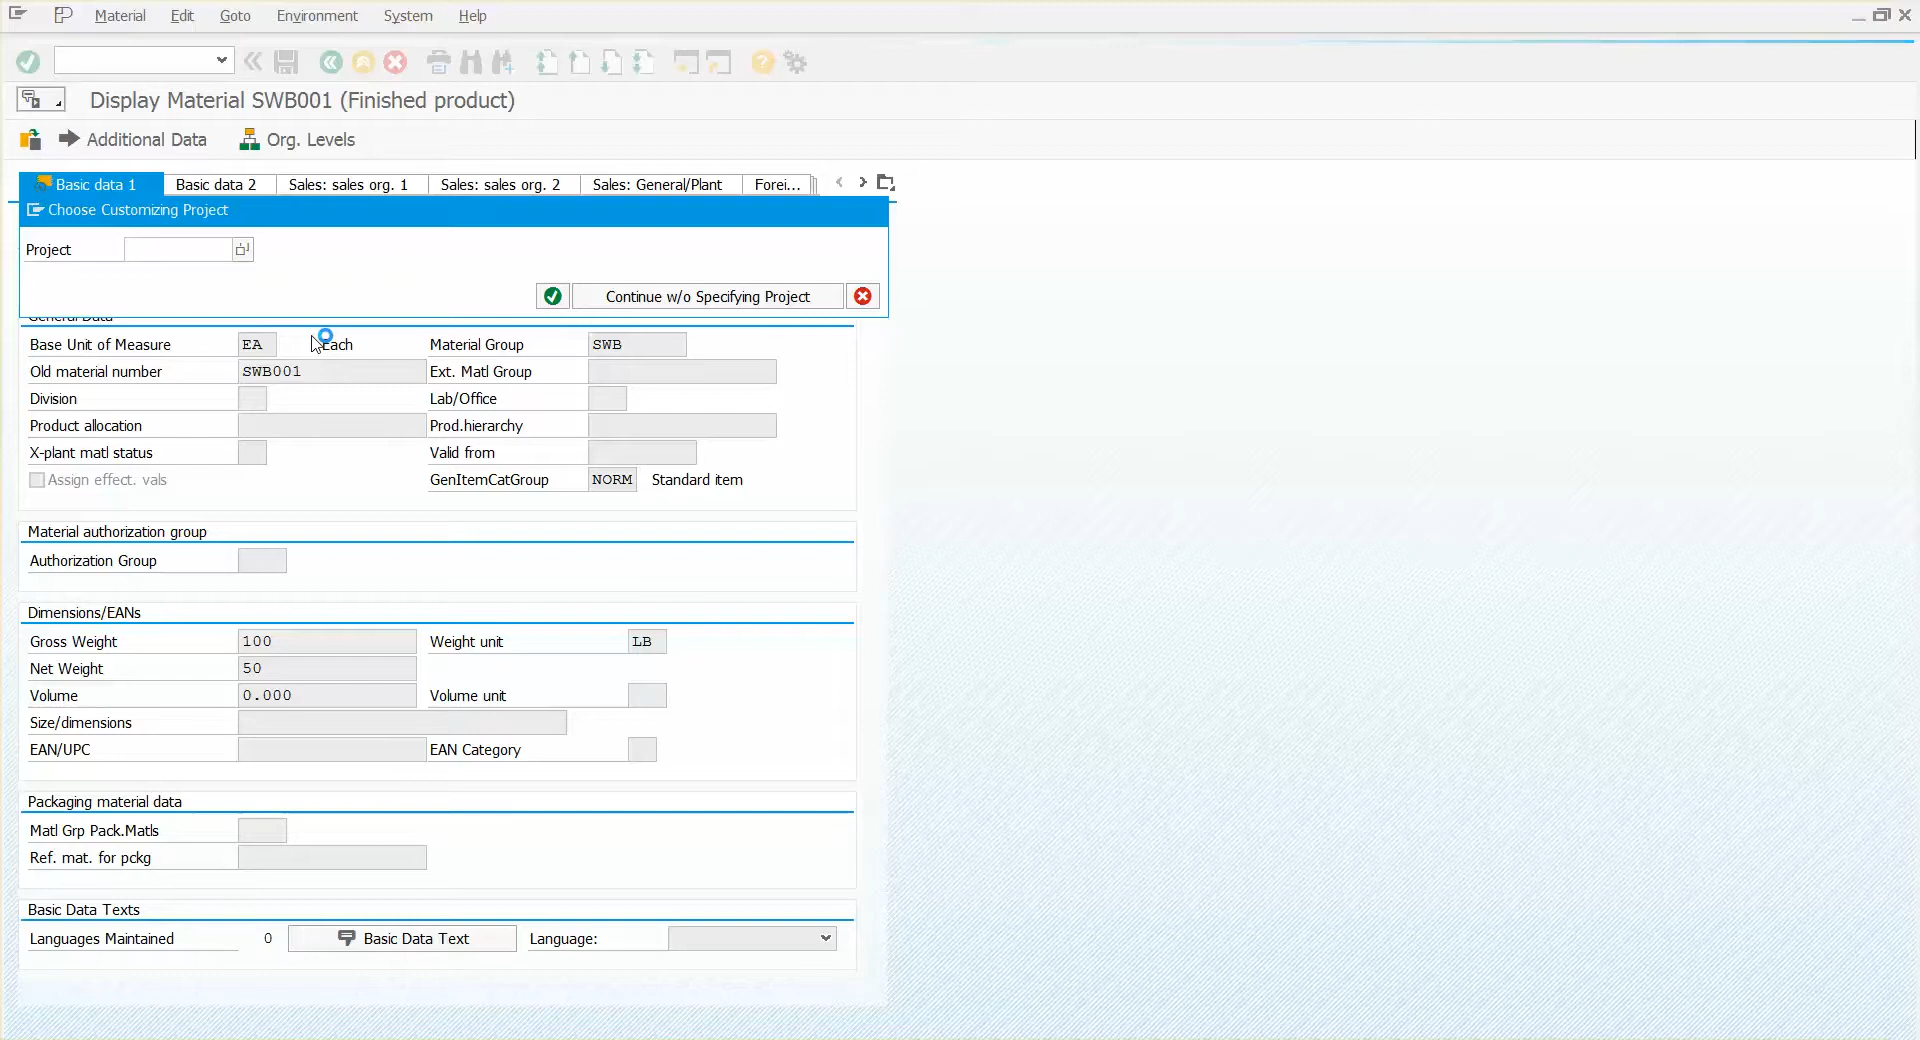 Material Edit Goto Environment System Help
Display Material SWB001 (Finished product)
Additional Data Org. Levels
Basic data 1 Basic data 2 Sales: sales org. 1 Sales: sales org. 2 Sales: General/Plant Forei...
Choose Customizing Project
Project
Continue w/o Specifying Project
General Data
Base Unit of Measure EA Each Material Group SWB
Old material number SWB001 Ext. Matl Group
Division Lab/Office
Product allocation Prod.hierarchy
X-plant matl status Valid from
Assign effect. vals GenItemCatGroup NORM Standard item
Material authorization group
Authorization Group
Dimensions/EANs
Gross Weight 100 Weight unit LB
Net Weight 50
Volume 0.000 Volume unit
Size/dimensions
EAN/UPC EAN Category
Packaging material data
Matl Grp Pack.Matls
Ref. mat. for pckg
Basic Data Texts
Languages Maintained 0 Basic Data Text Language: